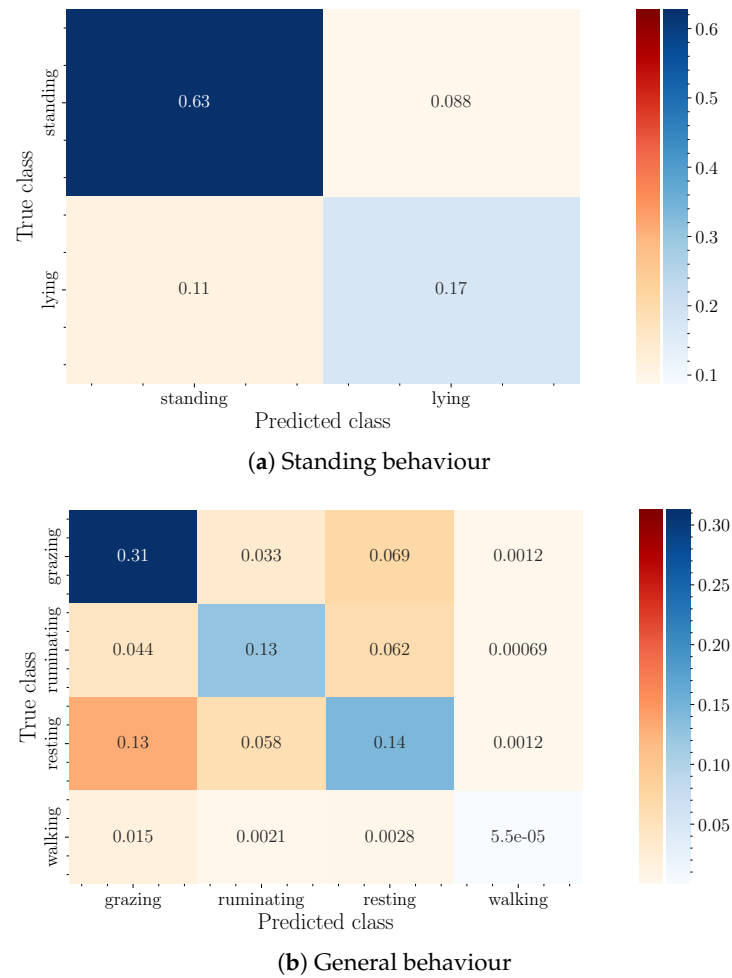 0.63 0.088
0.11 0.17
standing
lying
True class
standing lying
Predicted class
0.6
0.5
0.4
0.3
0.2
0.1
(a) Standing behaviour
0.31 0.033 0.069 0.0012
0.044 0.13 0.062 0.00069
0.13 0.058 0.14 0.0012
0.015 0.0021 0.0028 5.5e-05
grazing
ruminating
resting
walking
True class
grazing ruminating resting walking
Predicted class
0.30
0.25
0.20
0.15
0.10
0.05
(b) General behaviour